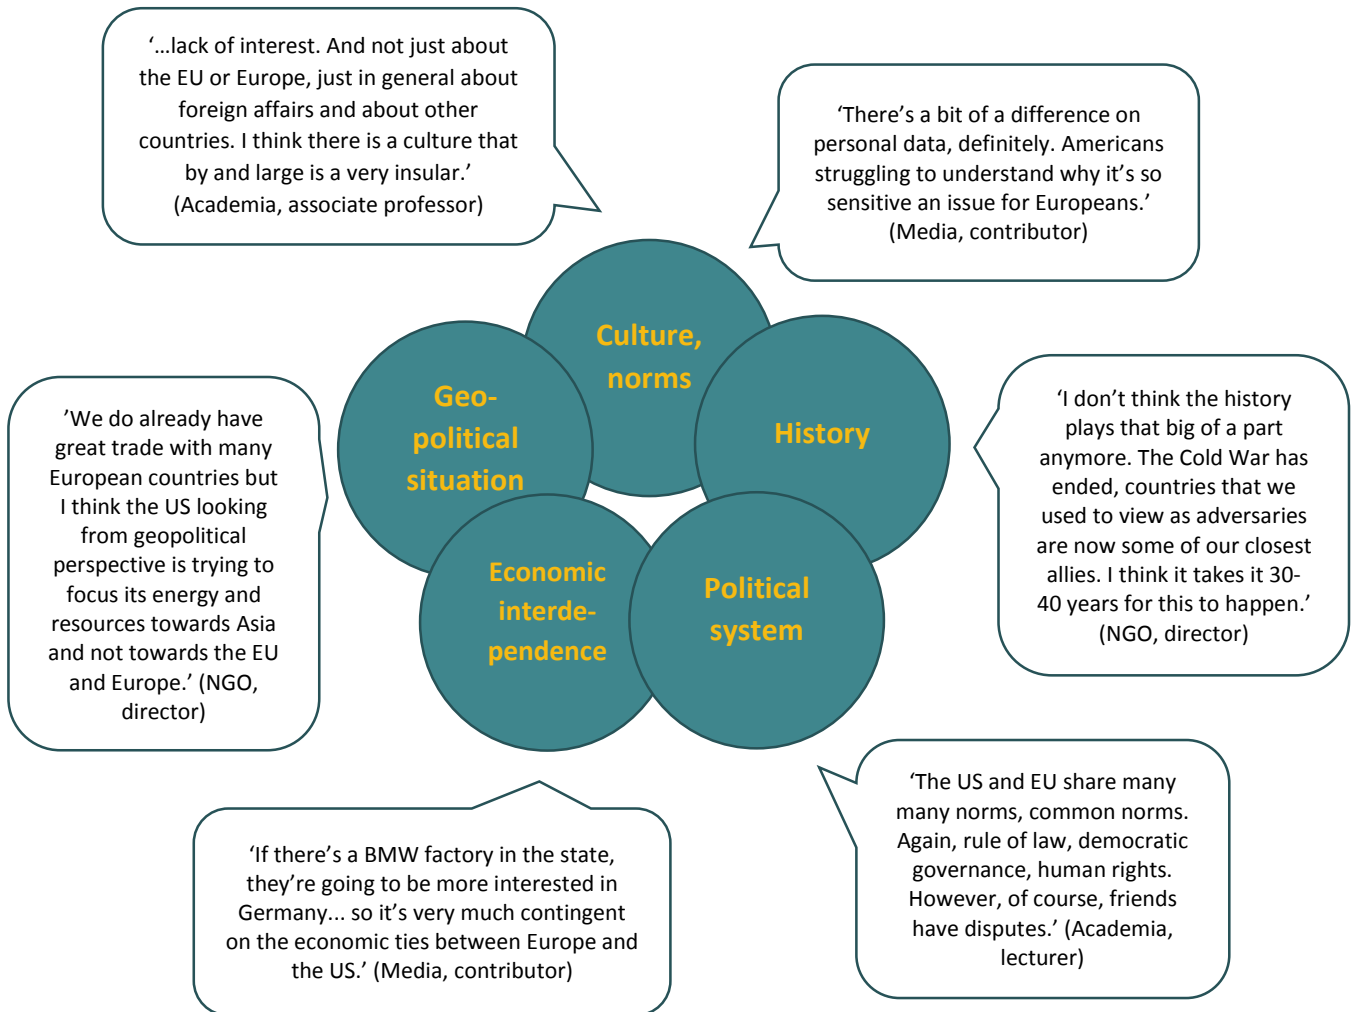 ‘…lack of interest. And not just about
the EU or Europe, just in general about
foreign affairs and about other
countries. I think there is a culture that
by and large is a very insular.’
(Academia, associate professor)
‘There’s a bit of a difference on
personal data, definitely. Americans
struggling to understand why it’s so
sensitive an issue for Europeans.’
(Media, contributor)
Culture,
norms
Geo-
political
situation
History
Economic
interde-
pendence
Political
system
’We do already have
great trade with many
European countries but
I think the US looking
from geopolitical
perspective is trying to
focus its energy and
resources towards Asia
and not towards the EU
and Europe.’ (NGO,
director)
‘I don’t think the history
plays that big of a part
anymore. The Cold War has
ended, countries that we
used to view as adversaries
are now some of our closest
allies. I think it takes it 30-
40 years for this to happen.’
(NGO, director)
‘If there’s a BMW factory in the state,
they’re going to be more interested in
Germany... so it’s very much contingent
on the economic ties between Europe and
the US.’ (Media, contributor)
‘The US and EU share many
many norms, common norms.
Again, rule of law, democratic
governance, human rights.
However, of course, friends
have disputes.’ (Academia,
lecturer)